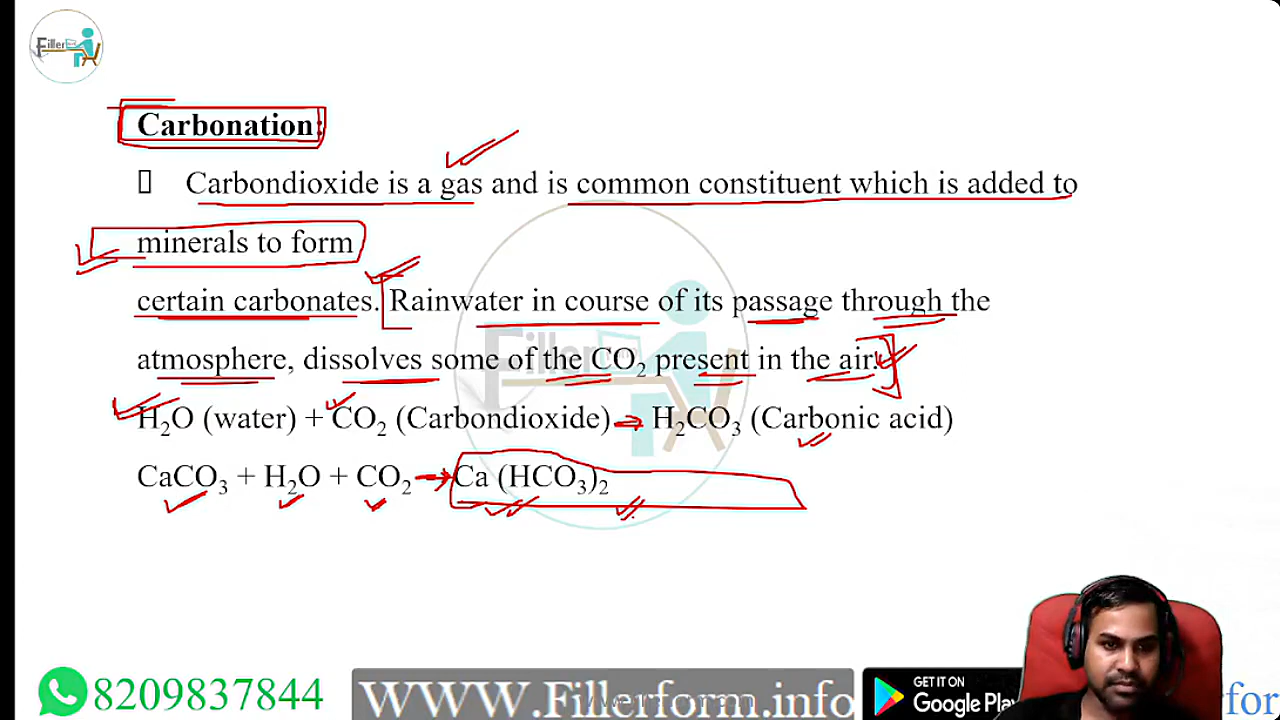 Filler
Carbonation:
Carbondioxide is a gas and is common constituent which is added to
minerals to form
certain carbonates. Rainwater in course of its passage through the
atmosphere, dissolves some of the CO₂ present in the air.
H₂O (water) + CO₂ (Carbondioxide)→ H₂CO₃ (Carbonic acid)
CaCO₃ + H₂O + CO₂ →Ca (HCO₃)₂
Filler
8209837844
WWW.Fillerform.info
GET IT ON
Google Play